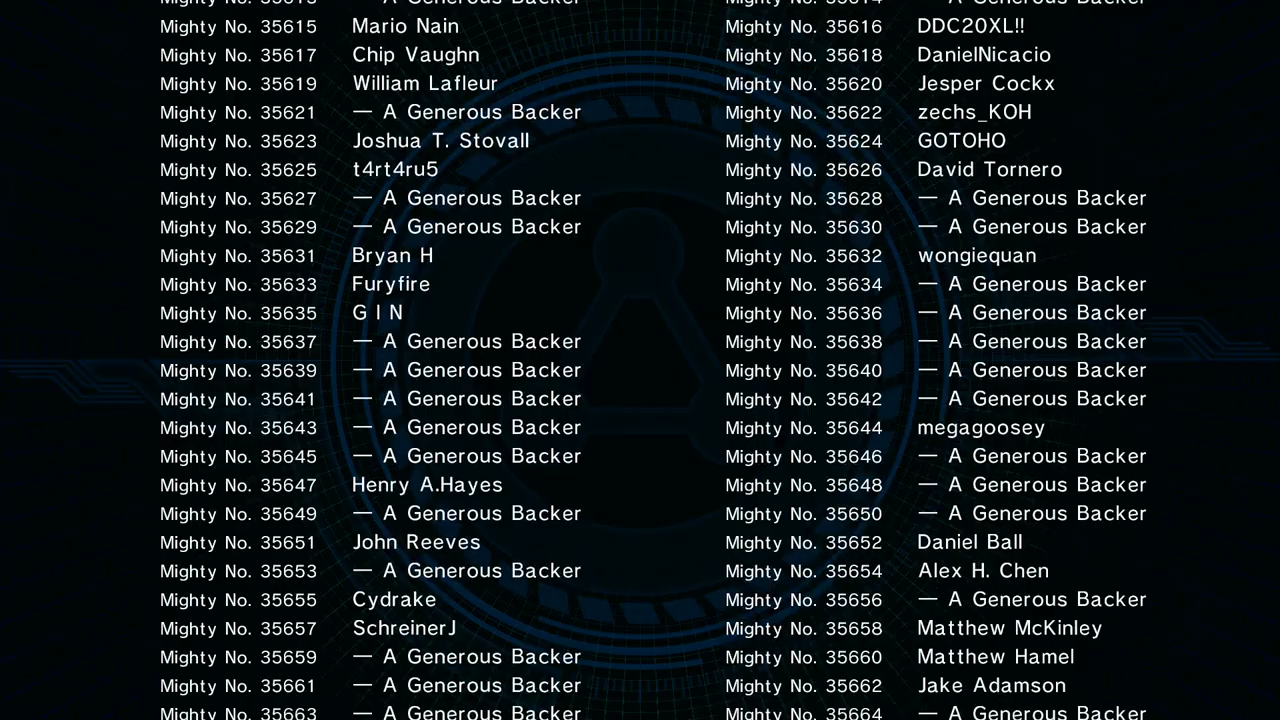 Mighty No. 35613 — A Generous Backer Mighty No. 35614 — A Generous Backer
Mighty No. 35615 Mario Nain Mighty No. 35616 DDC20XL!!
Mighty No. 35617 Chip Vaughn Mighty No. 35618 DanielNicacio
Mighty No. 35619 William Lafleur Mighty No. 35620 Jesper Cockx
Mighty No. 35621 — A Generous Backer Mighty No. 35622 zechs_KOH
Mighty No. 35623 Joshua T. Stovall Mighty No. 35624 GOTOHO
Mighty No. 35625 t4rt4ru5 Mighty No. 35626 David Tornero
Mighty No. 35627 — A Generous Backer Mighty No. 35628 — A Generous Backer
Mighty No. 35629 — A Generous Backer Mighty No. 35630 — A Generous Backer
Mighty No. 35631 Bryan H Mighty No. 35632 wongiequan
Mighty No. 35633 Furyfire Mighty No. 35634 — A Generous Backer
Mighty No. 35635 G I N Mighty No. 35636 — A Generous Backer
Mighty No. 35637 — A Generous Backer Mighty No. 35638 — A Generous Backer
Mighty No. 35639 — A Generous Backer Mighty No. 35640 — A Generous Backer
Mighty No. 35641 — A Generous Backer Mighty No. 35642 — A Generous Backer
Mighty No. 35643 — A Generous Backer Mighty No. 35644 megagoosey
Mighty No. 35645 — A Generous Backer Mighty No. 35646 — A Generous Backer
Mighty No. 35647 Henry A.Hayes Mighty No. 35648 — A Generous Backer
Mighty No. 35649 — A Generous Backer Mighty No. 35650 — A Generous Backer
Mighty No. 35651 John Reeves Mighty No. 35652 Daniel Ball
Mighty No. 35653 — A Generous Backer Mighty No. 35654 Alex H. Chen
Mighty No. 35655 Cydrake Mighty No. 35656 — A Generous Backer
Mighty No. 35657 SchreinerJ Mighty No. 35658 Matthew McKinley
Mighty No. 35659 — A Generous Backer Mighty No. 35660 Matthew Hamel
Mighty No. 35661 — A Generous Backer Mighty No. 35662 Jake Adamson
Mighty No. 35663 — A Generous Backer Mighty No. 35664 — A Generous Backer